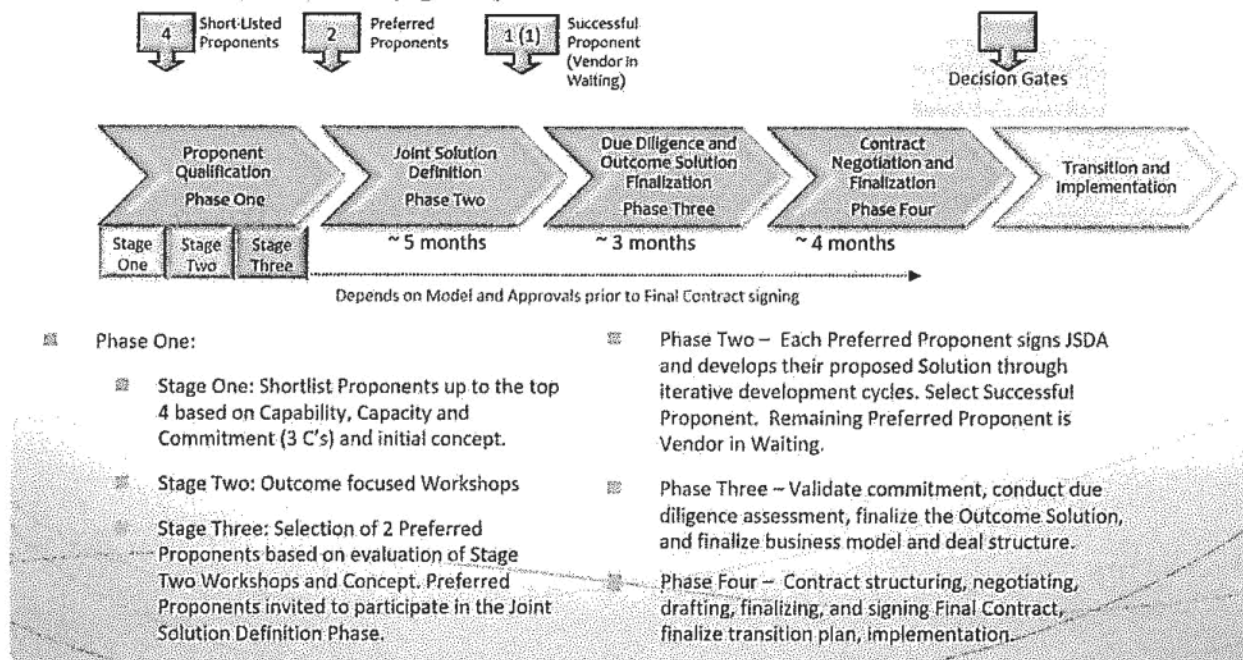 4
Short-Listed
Proponents
2
Preferred
Proponents
1 (1)
Successful
Proponent
(Vendor in
Waiting)
Decision Gates
Proponent
Qualification
Phase One
Joint Solution
Definition
Phase Two
Due Diligence and
Outcome Solution
Finalization
Phase Three
Contract
Negotiation and
Finalization
Phase Four
Transition and
Implementation
Stage
One
Stage
Two
Stage
Three
~ 5 months
~ 3 months
~ 4 months
Depends on Model and Approvals prior to Final Contract signing
Phase One:
Stage One: Shortlist Proponents up to the top
4 based on Capability, Capacity and
Commitment (3 C's) and initial concept.
Stage Two: Outcome focused Workshops
Stage Three: Selection of 2 Preferred
Proponents based on evaluation of Stage
Two Workshops and Concept. Preferred
Proponents invited to participate in the Joint
Solution Definition Phase.
Phase Two – Each Preferred Proponent signs JSDA
and develops their proposed Solution through
iterative development cycles. Select Successful
Proponent. Remaining Preferred Proponent is
Vendor in Waiting.
Phase Three – Validate commitment, conduct due
diligence assessment, finalize the Outcome Solution,
and finalize business model and deal structure.
Phase Four – Contract structuring, negotiating,
drafting, finalizing, and signing Final Contract,
finalize transition plan, implementation.